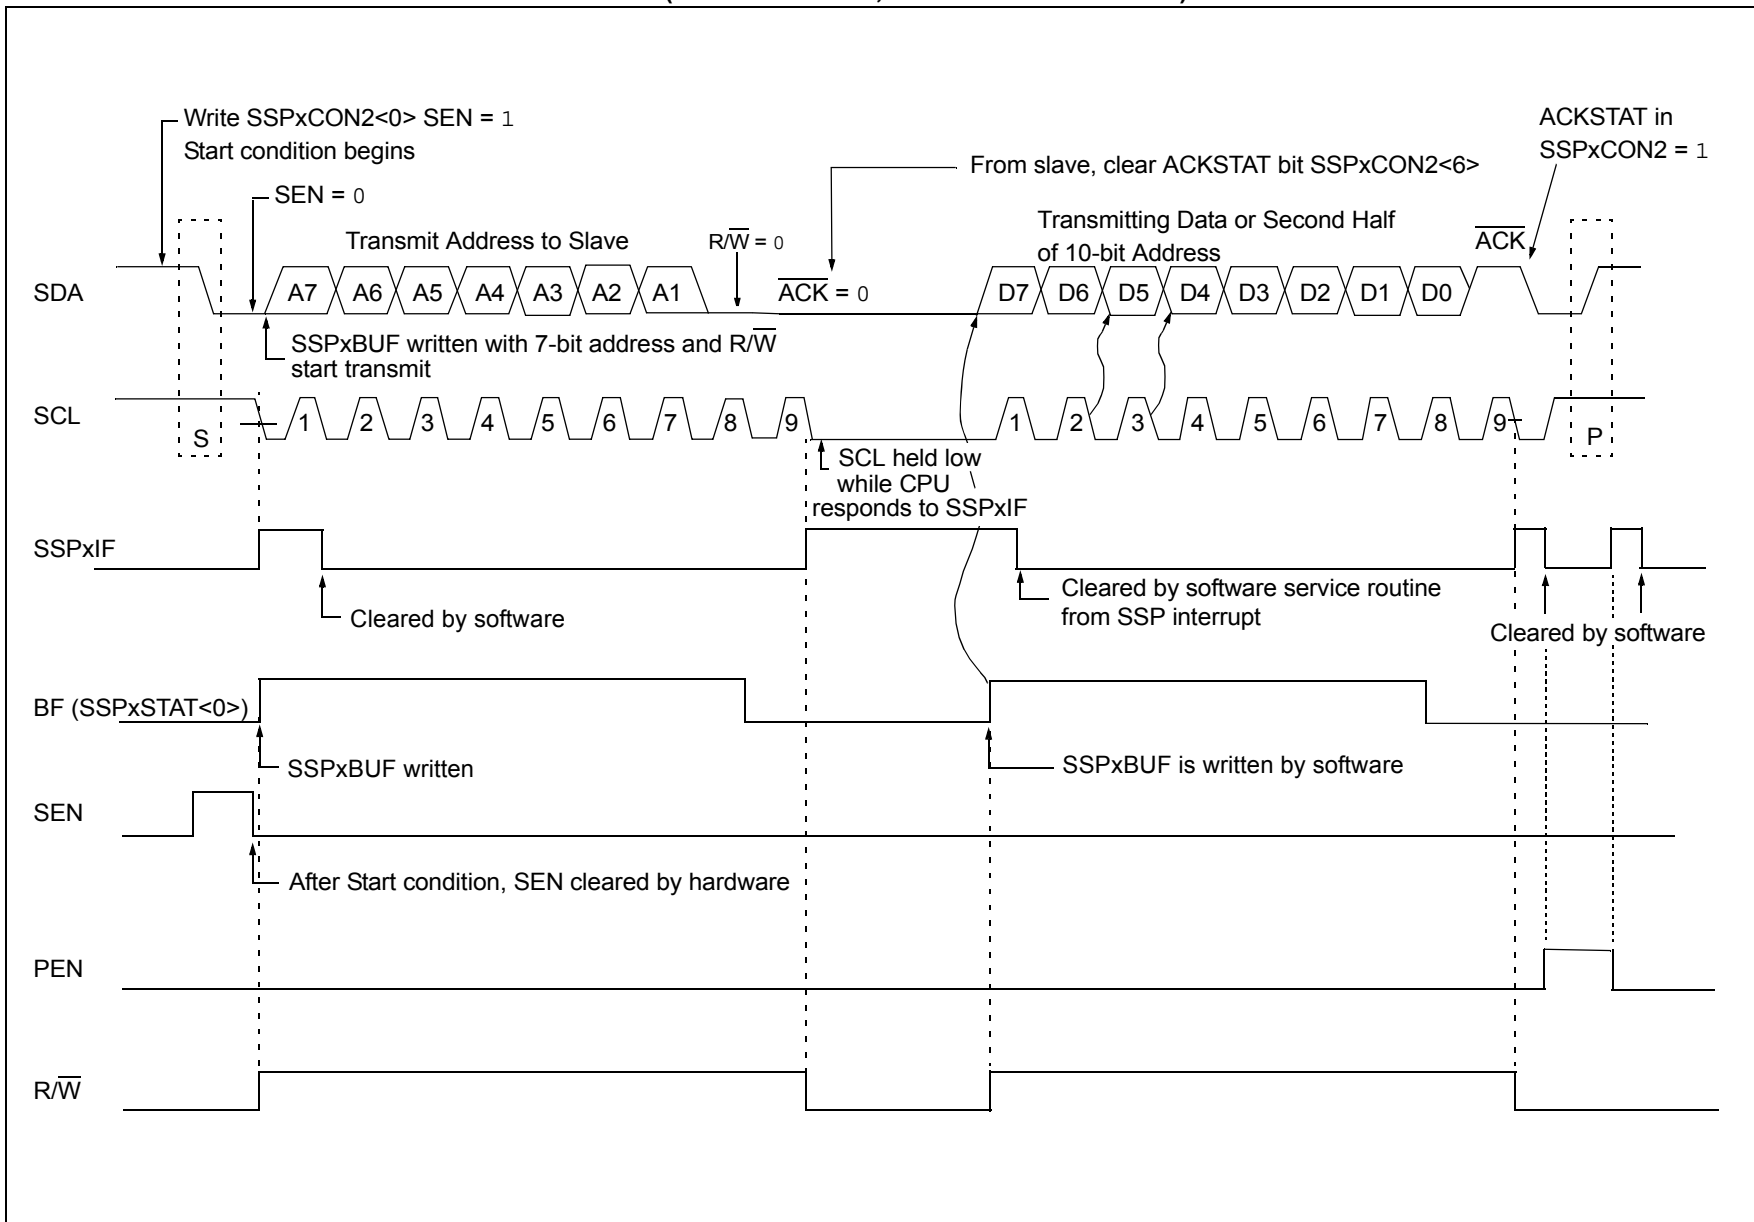 Write SSPxCON2<0> SEN = 1
Start condition begins
ACKSTAT in
SSPxCON2 = 1
From slave, clear ACKSTAT bit SSPxCON2<6>
SEN = 0
Transmitting Data or Second Half
of 10-bit Address
Transmit Address to Slave
R/W̅ = 0
A̅C̅K̅
SDA
A7 A6 A5 A4 A3 A2 A1
A̅C̅K̅ = 0
D7 D6 D5 D4 D3 D2 D1 D0
SSPxBUF written with 7-bit address and R/W̅
start transmit
SCL
S
1 2 3 4 5 6 7 8 9
1 2 3 4 5 6 7 8 9
P
SCL held low
while CPU
responds to SSPxIF
SSPxIF
Cleared by software
Cleared by software service routine
from SSP interrupt
Cleared by software
BF (SSPxSTAT<0>)
SSPxBUF written
SSPxBUF is written by software
SEN
After Start condition, SEN cleared by hardware
PEN
R/W̅